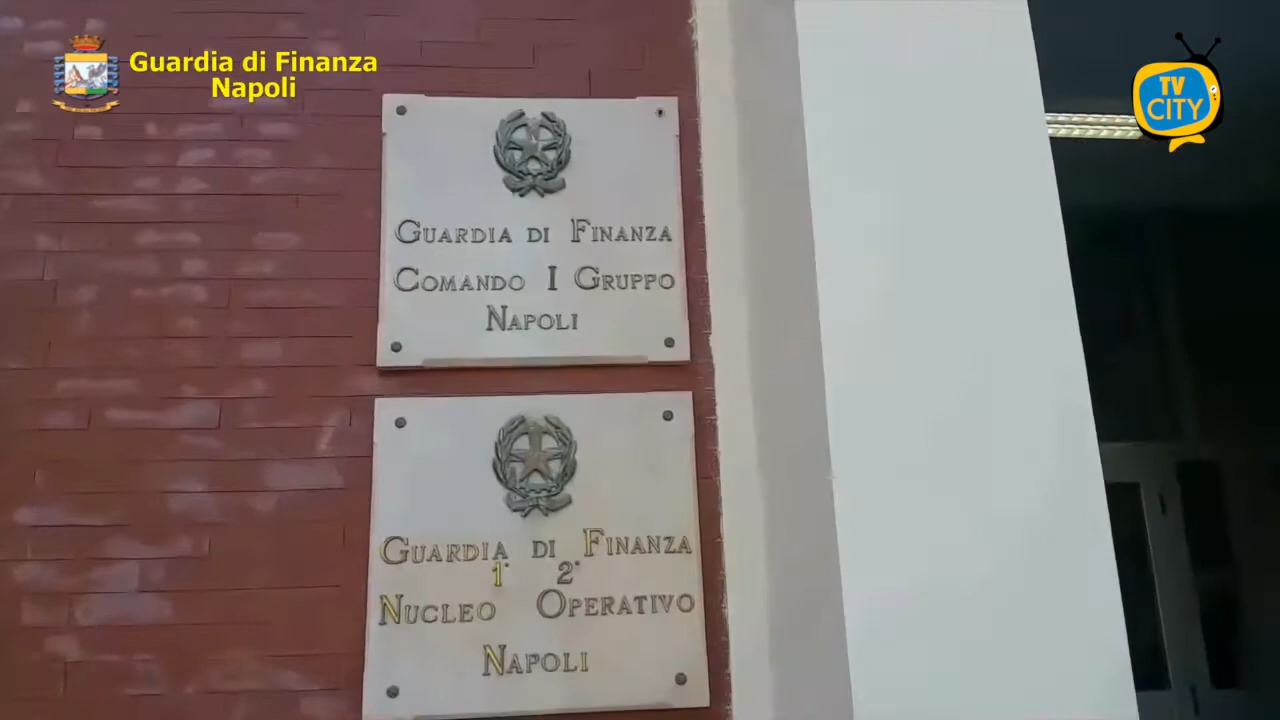 Guardia di Finanza
Napoli
TV
CITY
GUARDIA DI FINANZA
COMANDO I GRUPPO
NAPOLI
GUARDIA DI FINANZA
1° 2°
NUCLEO OPERATIVO
NAPOLI